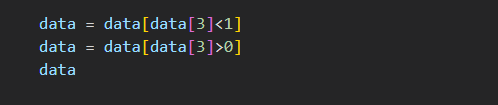 data = data[data[3]<1]
data = data[data[3]>0]
data